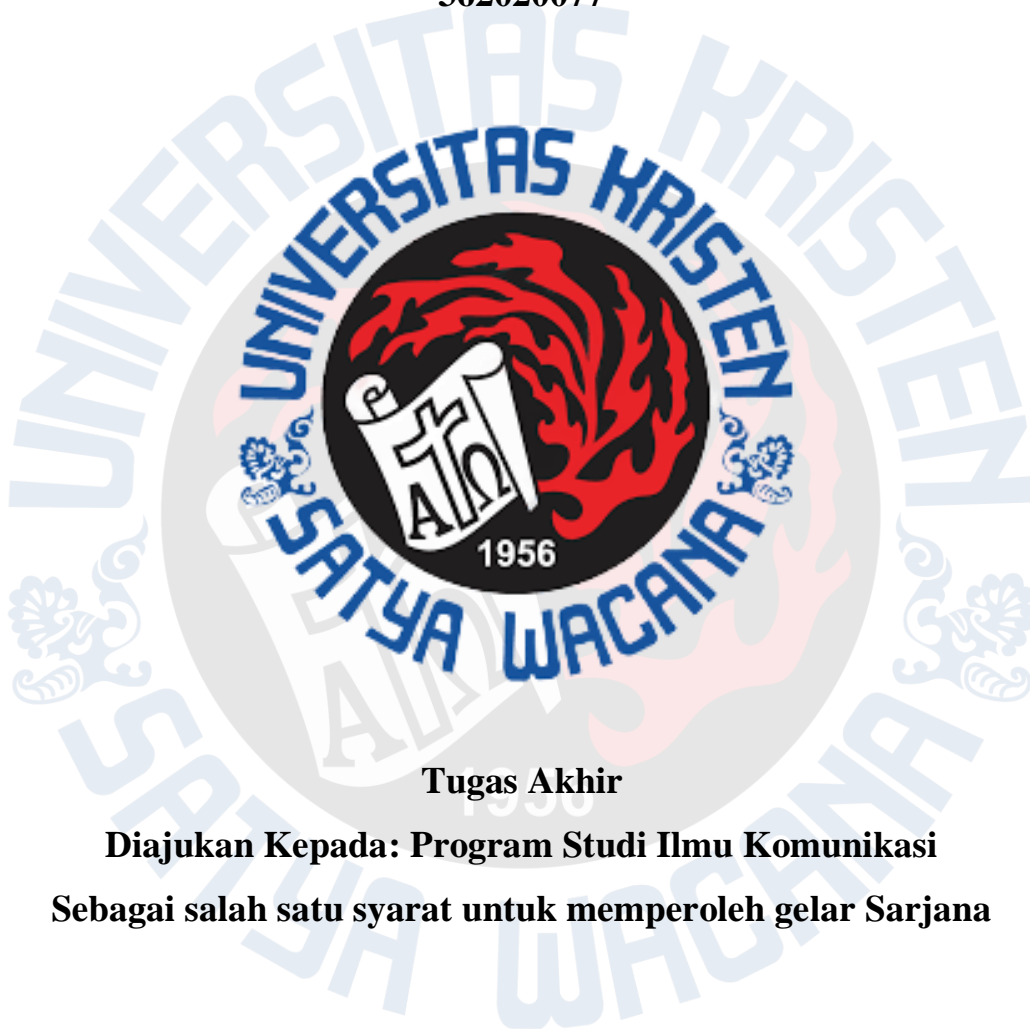 UNIVERSITAS KRISTEN
SATYA WACANA
1956
Tugas Akhir
Diajukan Kepada: Program Studi Ilmu Komunikasi
Sebagai salah satu syarat untuk memperoleh gelar Sarjana